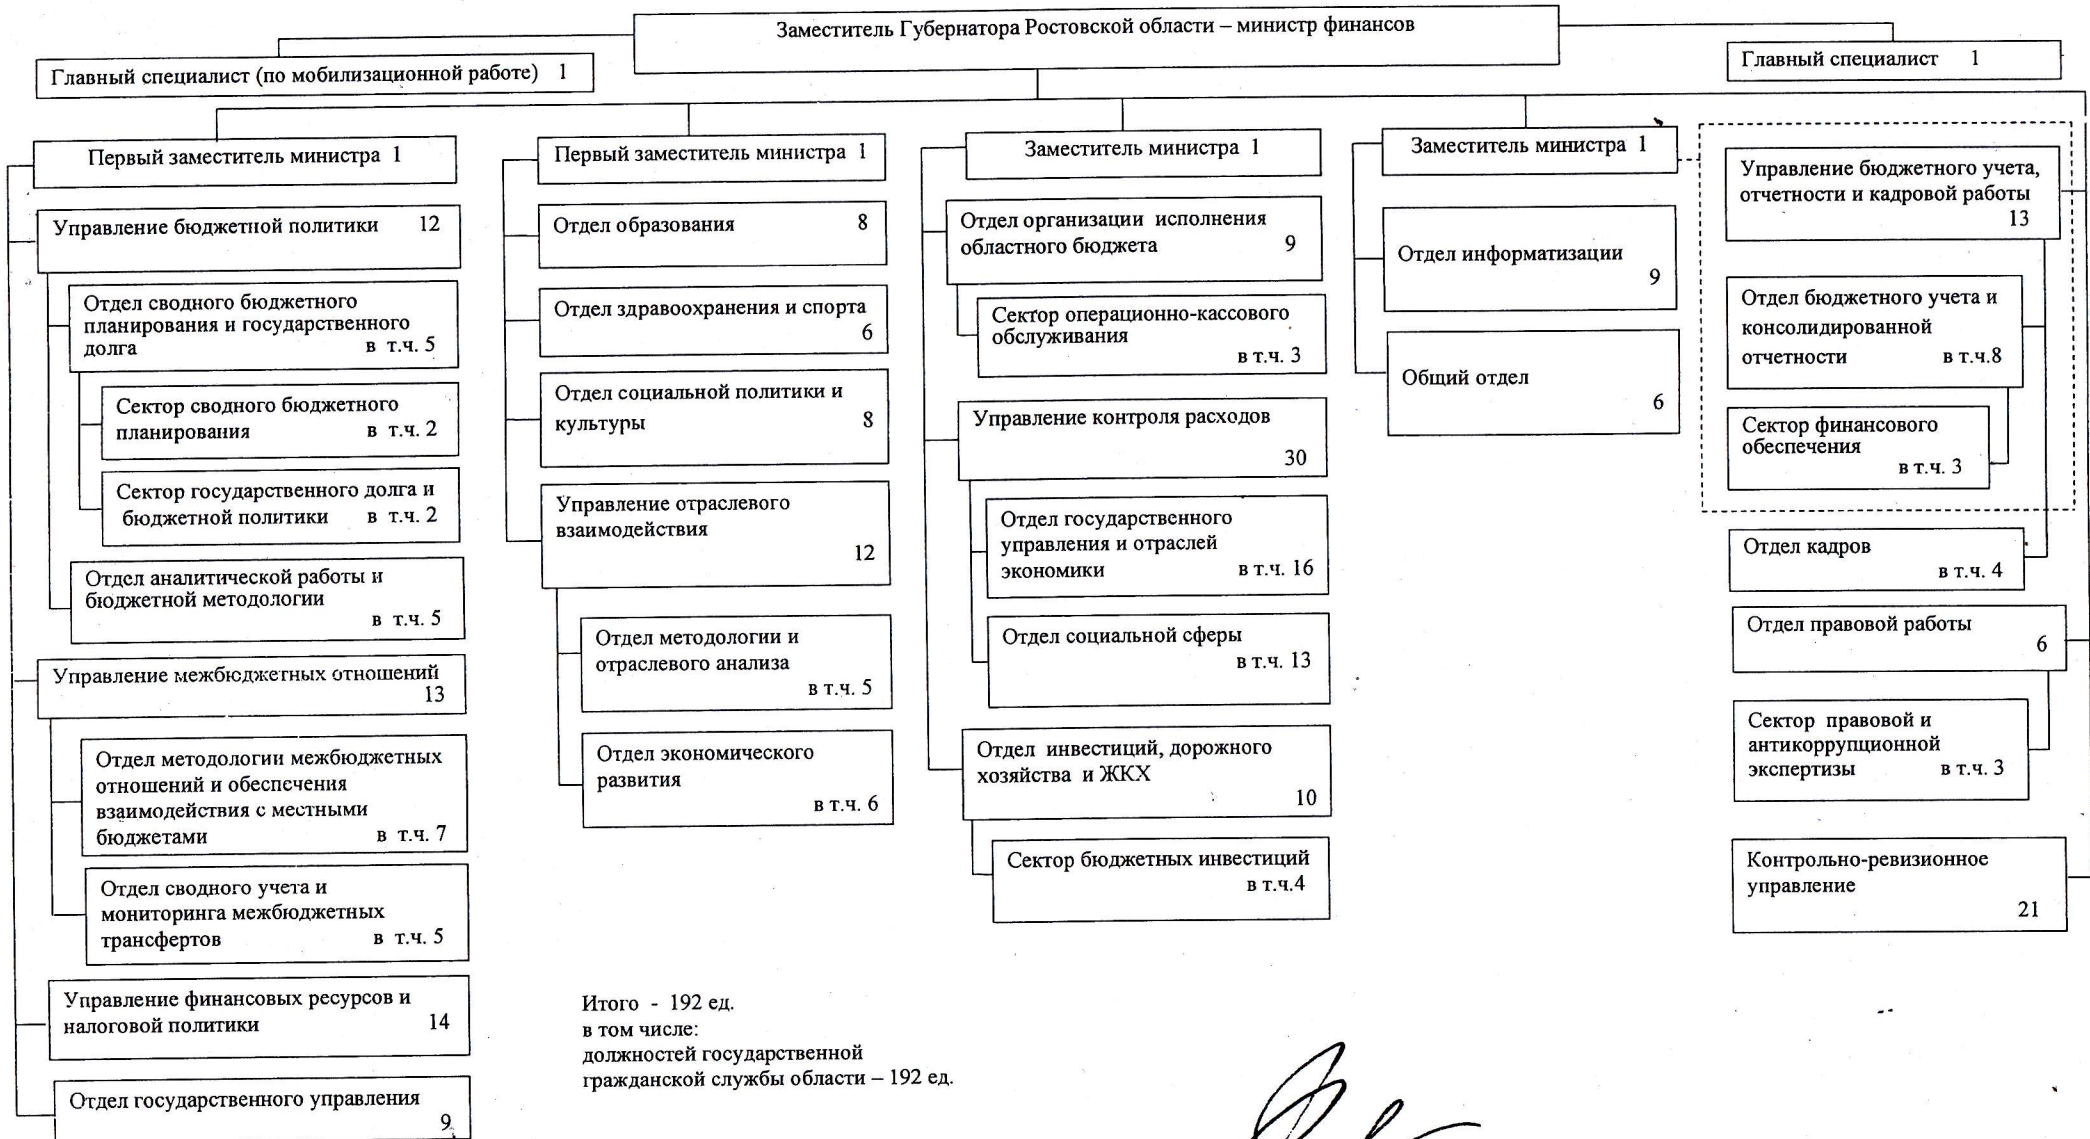 Заместитель Губернатора Ростовской области – министр финансов
Главный специалист (по мобилизационной работе) 1
Главный специалист 1
Первый заместитель министра 1
Управление бюджетной политики 12
Отдел сводного бюджетного
планирования и государственного
долга в т.ч. 5
Сектор сводного бюджетного
планирования в т.ч. 2
Сектор государственного долга и
бюджетной политики в т.ч. 2
Отдел аналитической работы и
бюджетной методологии
в т.ч. 5
Управление межбюджетных отношений
13
Отдел методологии межбюджетных
отношений и обеспечения
взаимодействия с местными
бюджетами в т.ч. 7
Отдел сводного учета и
мониторинга межбюджетных
трансфертов в т.ч. 5
Управление финансовых ресурсов и
налоговой политики 14
Отдел государственного управления
9
Первый заместитель министра 1
Отдел образования 8
Отдел здравоохранения и спорта
6
Отдел социальной политики и
культуры 8
Управление отраслевого
взаимодействия
12
Отдел методологии и
отраслевого анализа
в т.ч. 5
Отдел экономического
развития
в т.ч. 6
Заместитель министра 1
Отдел организации исполнения
областного бюджета 9
Сектор операционно-кассового
обслуживания
в т.ч. 3
Управление контроля расходов
30
Отдел государственного
управления и отраслей
экономики в т.ч. 16
Отдел социальной сферы
в т.ч. 13
Отдел инвестиций, дорожного
хозяйства и ЖКХ
10
Сектор бюджетных инвестиций
в т.ч.4
Заместитель министра 1
Отдел информатизации
9
Общий отдел
6
Управление бюджетного учета,
отчетности и кадровой работы
13
Отдел бюджетного учета и
консолидированной
отчетности в т.ч.8
Сектор финансового
обеспечения
в т.ч. 3
Отдел кадров
в т.ч. 4
Отдел правовой работы
6
Сектор правовой и
антикоррупционной
экспертизы в т.ч. 3
Контрольно-ревизионное
управление
21
Итого - 192 ед.
в том числе:
должностей государственной
гражданской службы области – 192 ед.